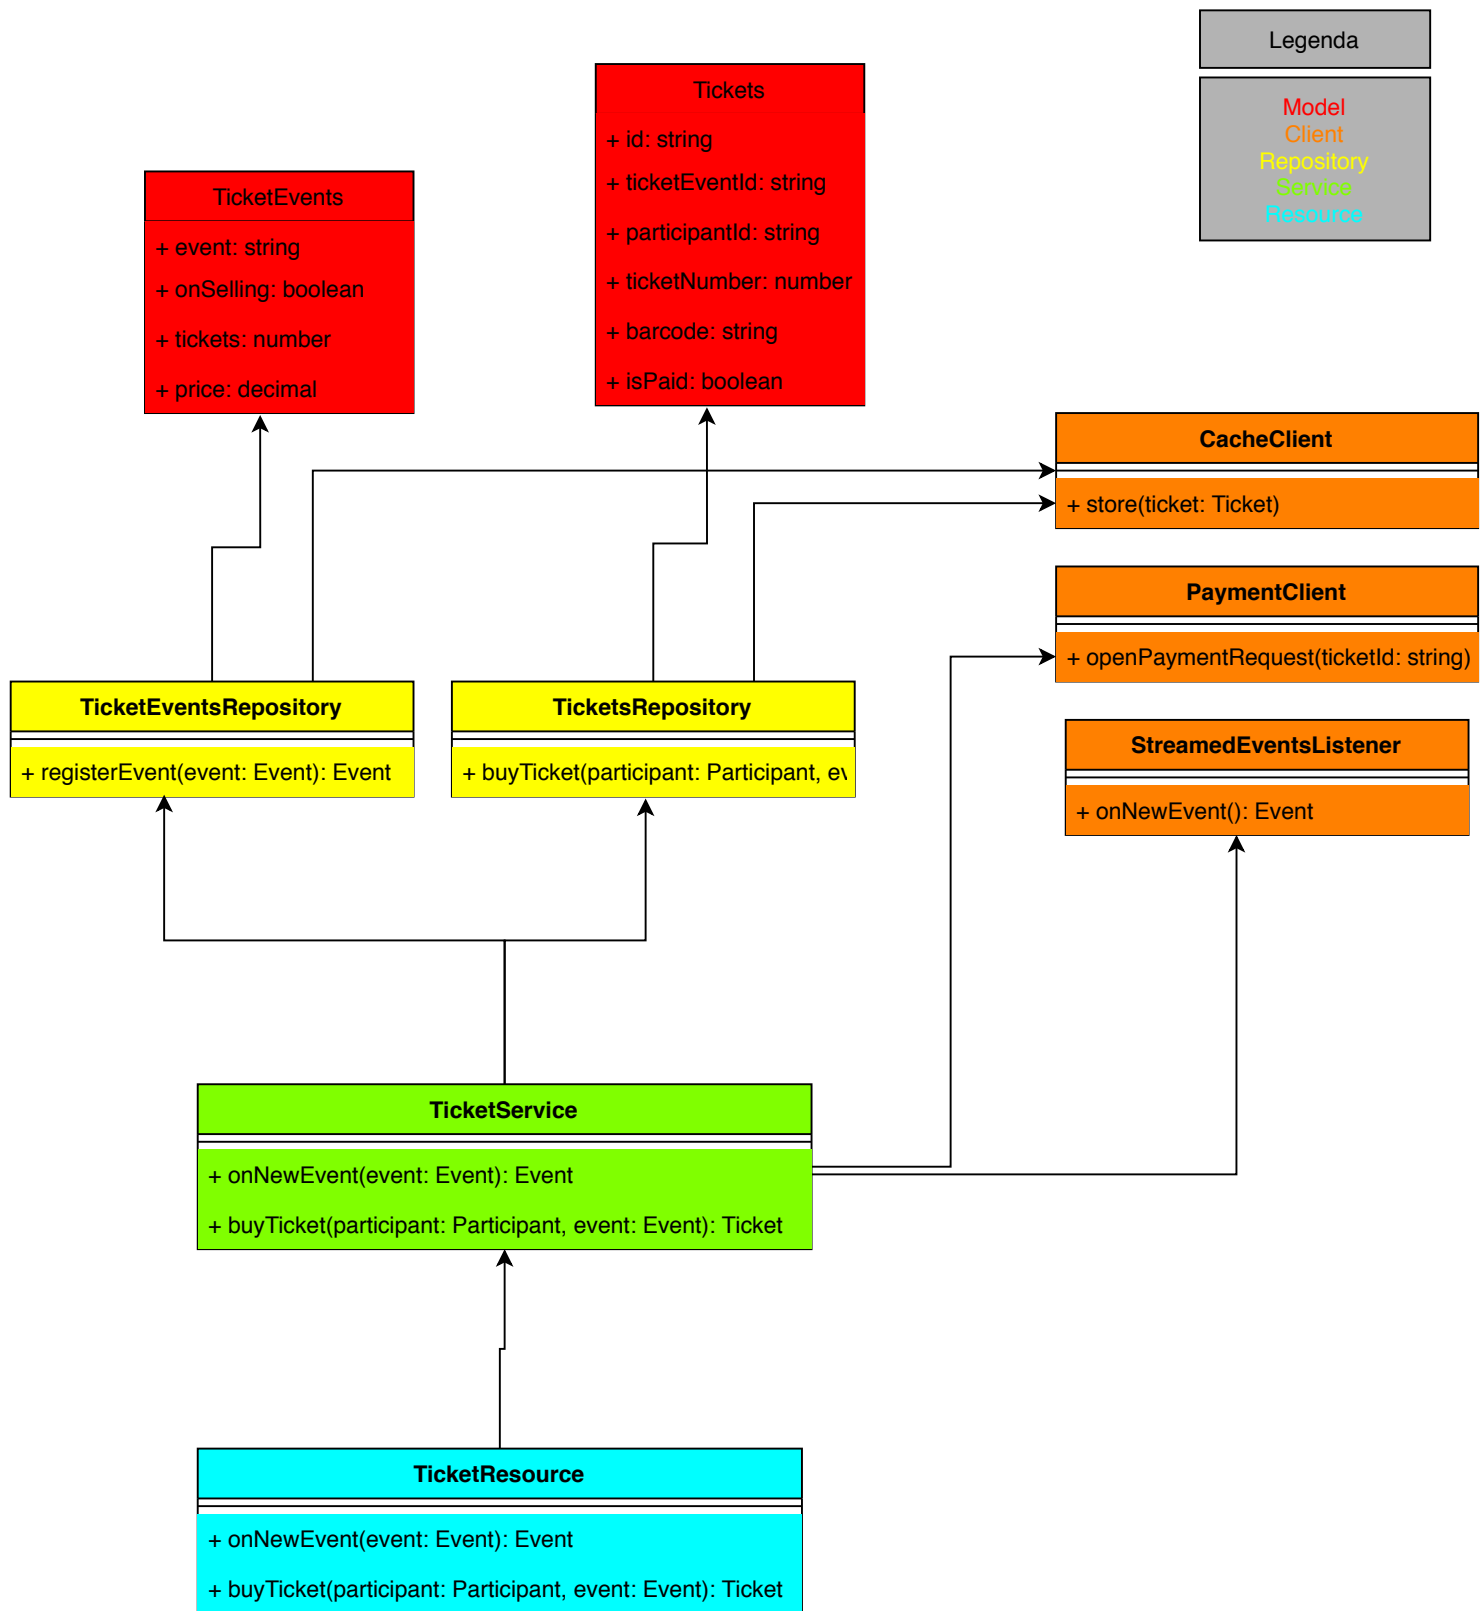 Legenda
Model
Client
Repository
Service
Resource
Tickets
+ id: string
+ ticketEventId: string
+ participantId: string
+ ticketNumber: number
+ barcode: string
+ isPaid: boolean
TicketEvents
+ event: string
+ onSelling: boolean
+ tickets: number
+ price: decimal
CacheClient
+ store(ticket: Ticket)
PaymentClient
+ openPaymentRequest(ticketId: string)
TicketEventsRepository
+ registerEvent(event: Event): Event
TicketsRepository
+ buyTicket(participant: Participant, ev
StreamedEventsListener
+ onNewEvent(): Event
TicketService
+ onNewEvent(event: Event): Event
+ buyTicket(participant: Participant, event: Event): Ticket
TicketResource
+ onNewEvent(event: Event): Event
+ buyTicket(participant: Participant, event: Event): Ticket